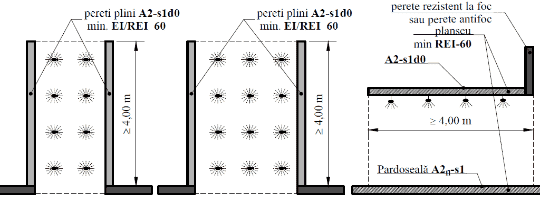 pereti plini A2-s1d0
min. EI/REI 60
≥ 4,00 m
pereti plini A2-s1d0
min. EI/REI 60
≥ 4,00 m
perete rezistent la foc
sau perete antifoc
planseu
min REI-60
A2-s1d0
≥ 4,00 m
Pardoseală A2fl-s1